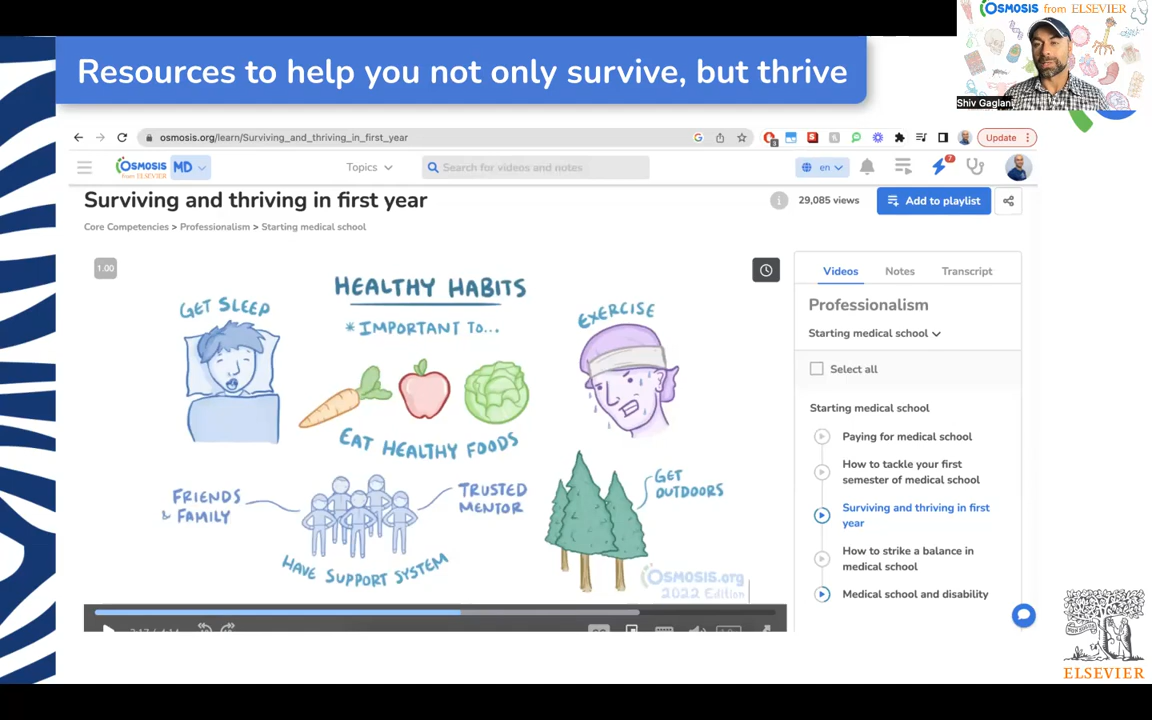 OSMOSIS from ELSEVIER
Shiv Gaglani
Resources to help you not only survive, but thrive
osmosis.org/learn/Surviving_and_thriving_in_first_year
Update
OSMOSIS
from ELSEVIER
MD
Topics
Search for videos and notes
en
7
Surviving and thriving in first year
29,085 views
Add to playlist
Core Competencies > Professionalism > Starting medical school
1.00
HEALTHY HABITS
* IMPORTANT TO...
GET SLEEP
EXERCISE
EAT HEALTHY FOODS
FRIENDS
& FAMILY
TRUSTED
MENTOR
HAVE SUPPORT SYSTEM
GET
OUTDOORS
OSMOSIS.org
2022 Edition
Videos
Notes
Transcript
Professionalism
Starting medical school
Select all
Starting medical school
Paying for medical school
How to tackle your first
semester of medical school
Surviving and thriving in first
year
How to strike a balance in
medical school
Medical school and disability
ELSEVIER